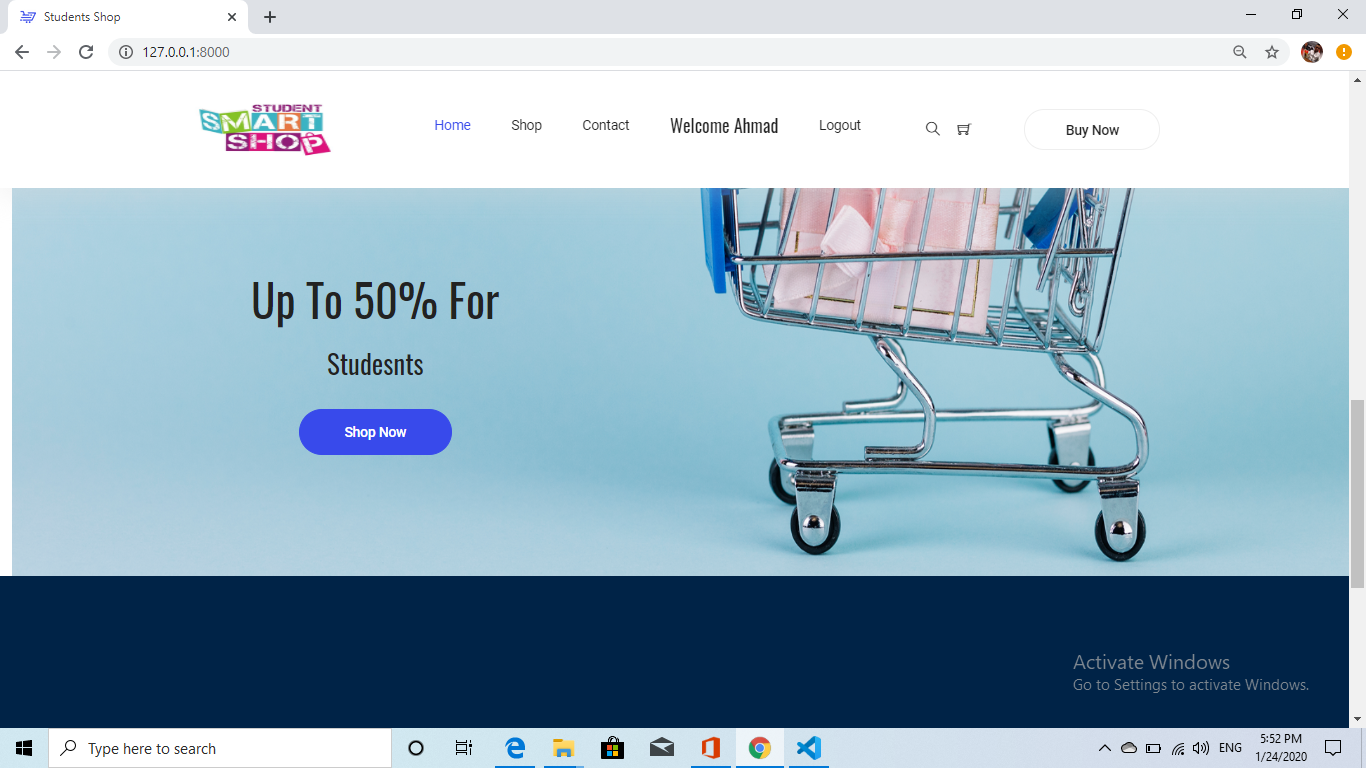 Students Shop
127.0.0.1:8000
STUDENT
SMART
SHOP
Home Shop Contact Welcome Ahmad Logout Buy Now
Up To 50% For
Studesnts
Shop Now
Activate Windows
Go to Settings to activate Windows.
Type here to search
ENG
5:52 PM
1/24/2020